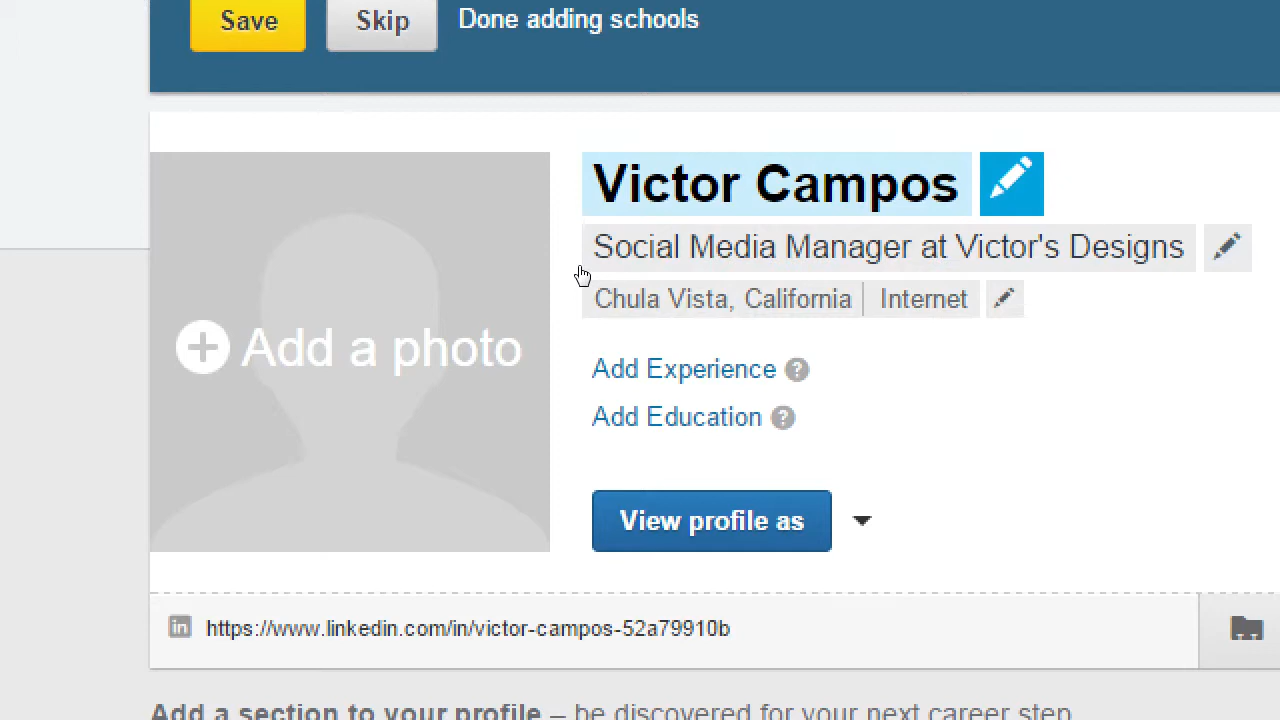 Save Skip Done adding schools
Victor Campos
Social Media Manager at Victor's Designs
Chula Vista, California Internet
Add a photo
Add Experience ?
Add Education ?
View profile as
in https://www.linkedin.com/in/victor-campos-52a79910b
Add a section to your profile – be discovered for your next career step